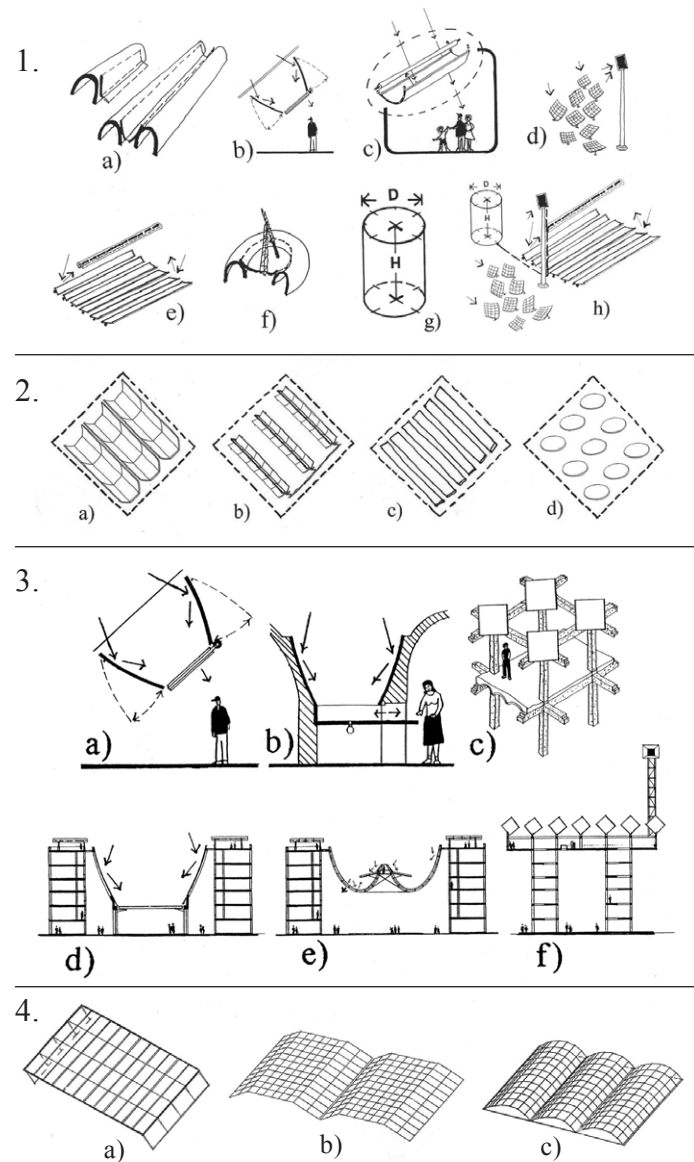 1.
a) b) c) d)
D
H
e) f) g) h)
D
H
2.
a) b) c) d)
3.
a) b) c)
d) e) f)
4.
a) b) c)